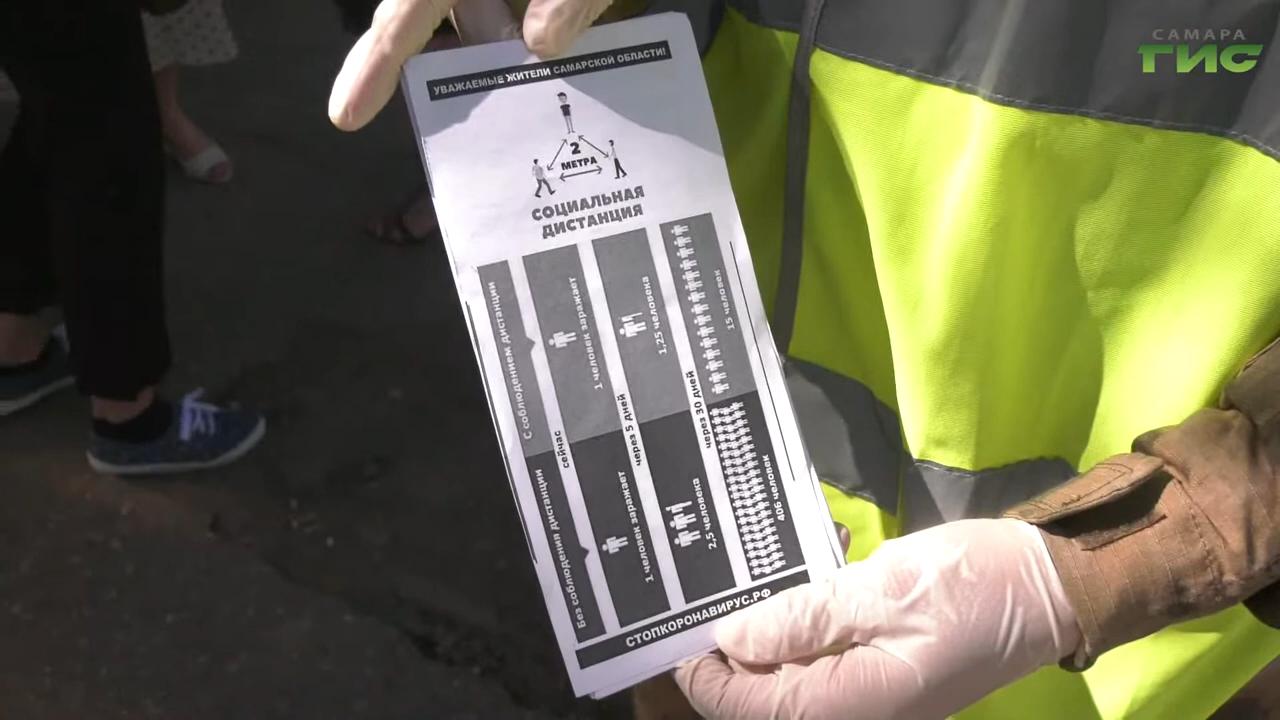 САМАРА
ГИС
УВАЖАЕМЫЕ ЖИТЕЛИ САМАРСКОЙ ОБЛАСТИ!
2
МЕТРА
СОЦИАЛЬНАЯ
ДИСТАНЦИЯ
С соблюдением дистанции
Без соблюдения дистанции
сейчас
1 человек заражает
1 человек заражает
через 5 дней
1,25 человека
2,5 человека
через 30 дней
15 человек
406 человек
СТОПКОРОНАВИРУС.РФ